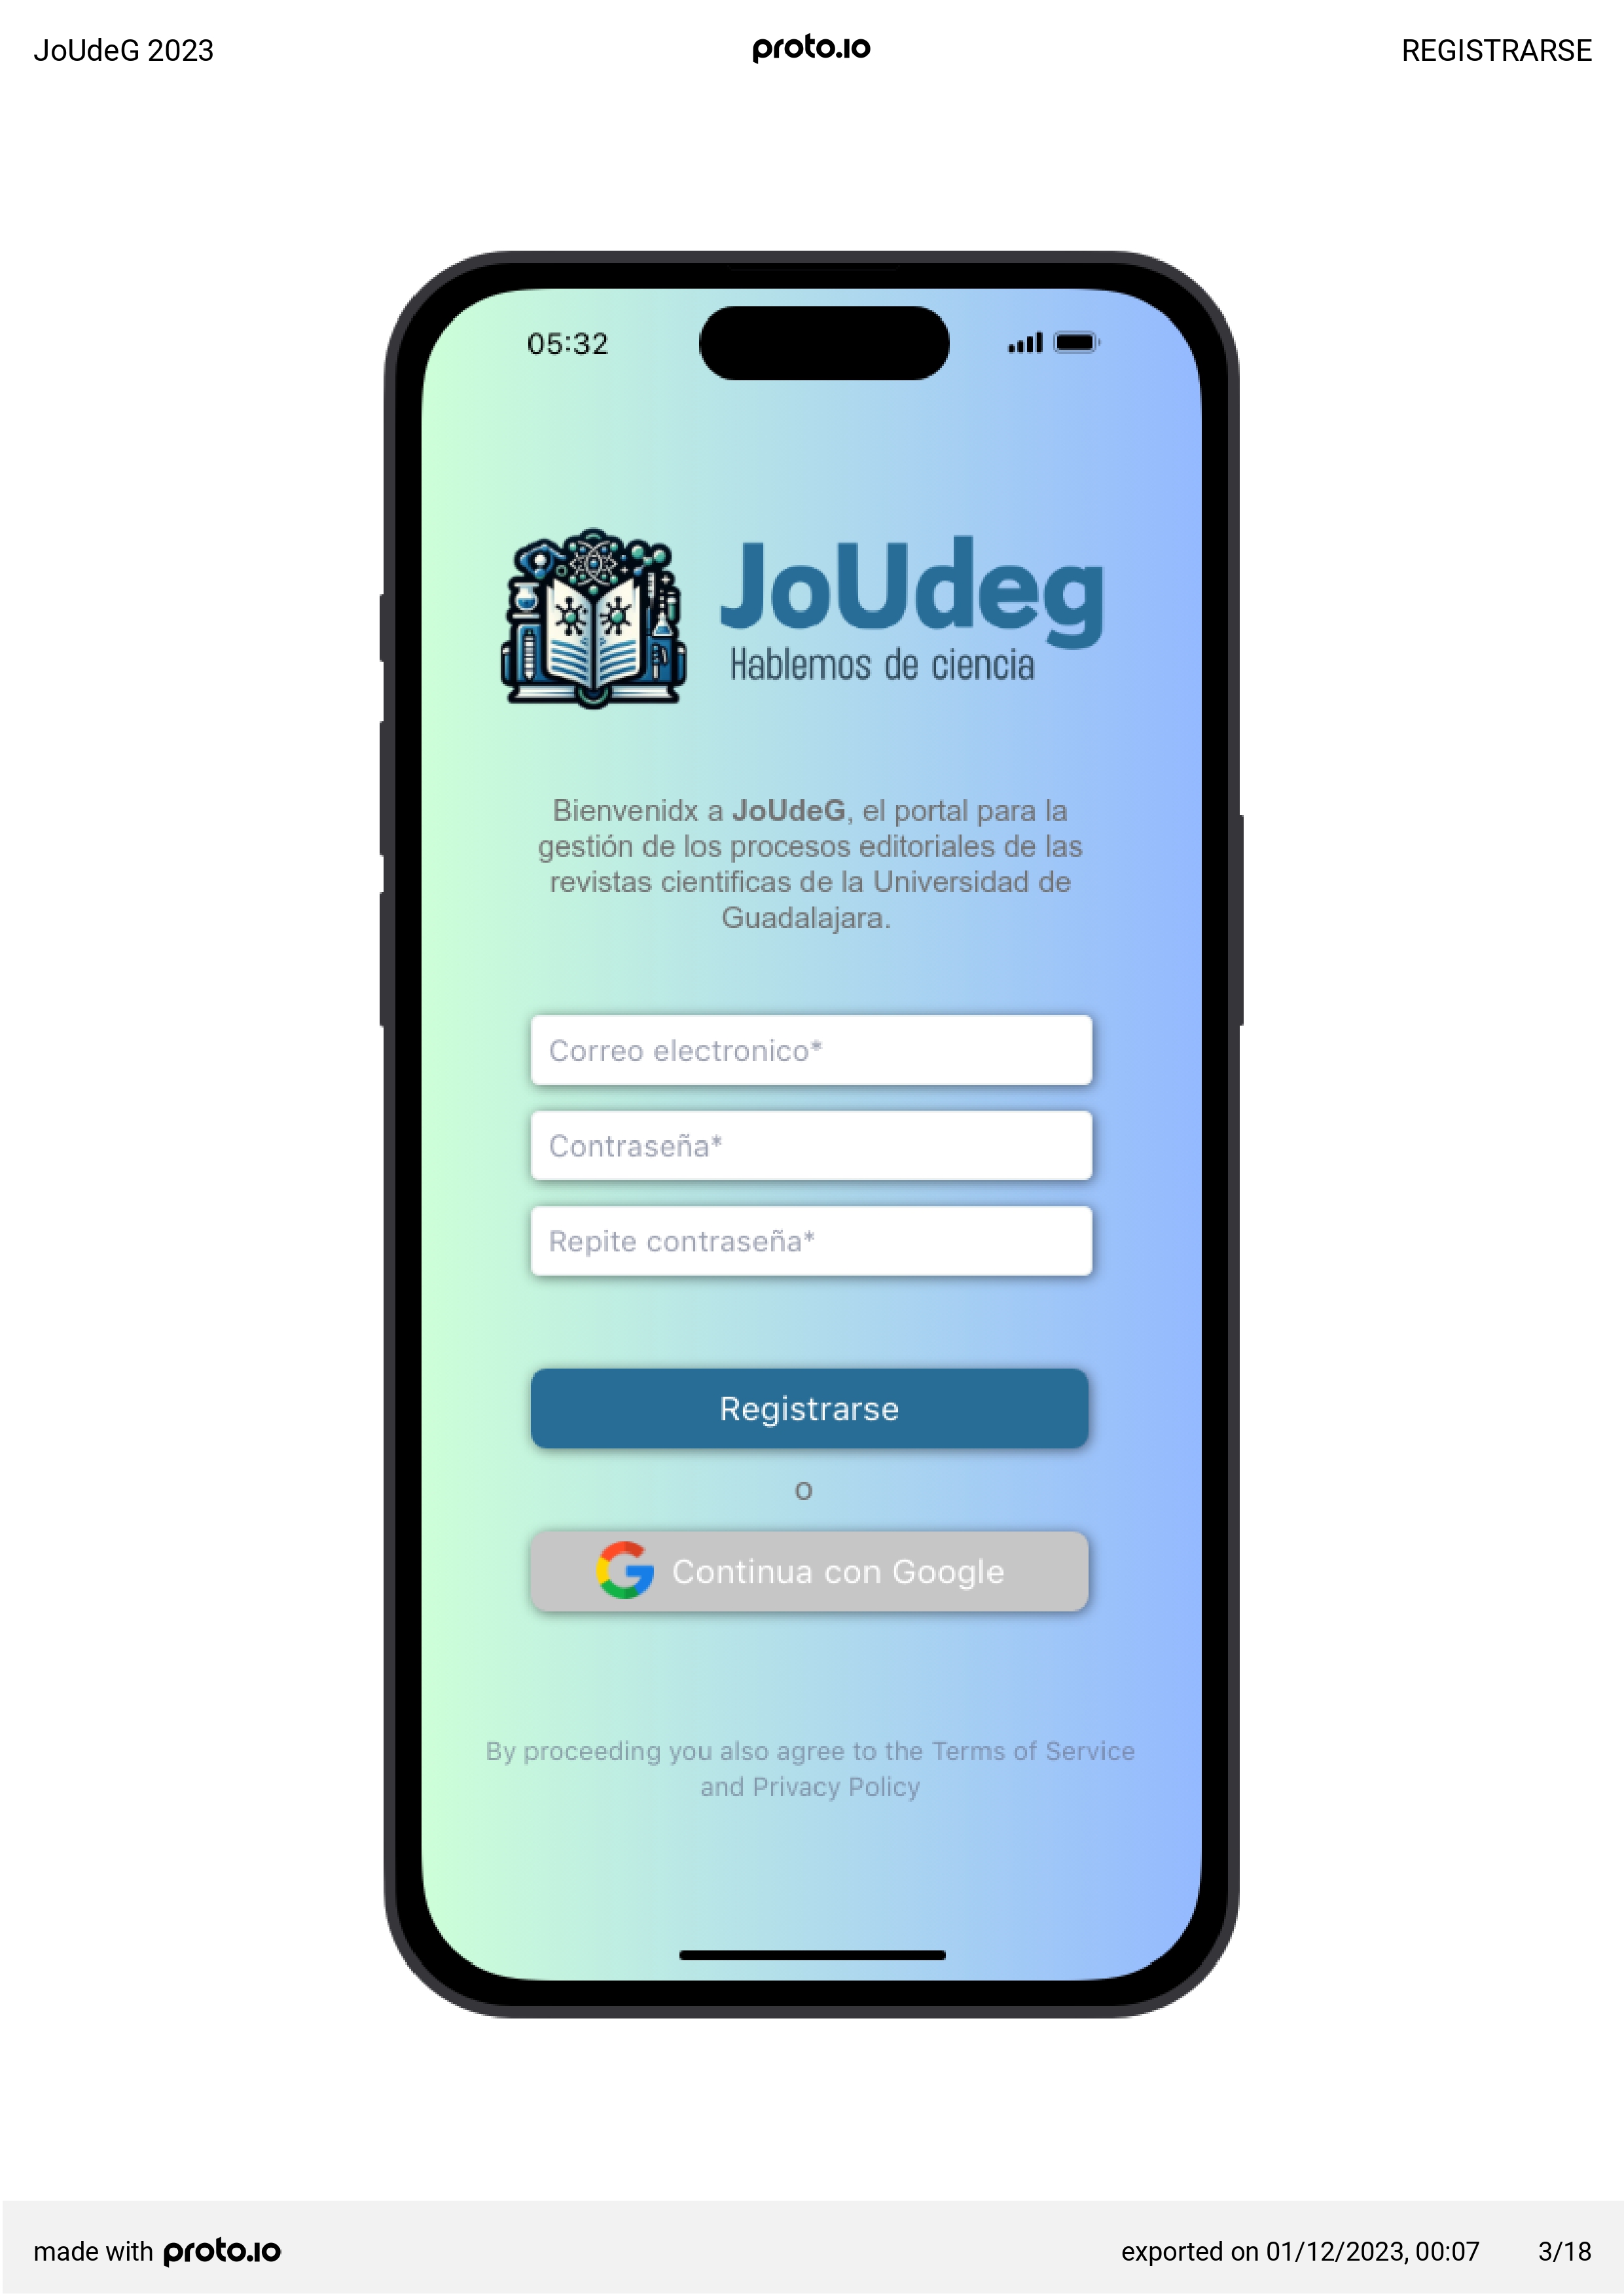 JoUdeG 2023
proto.io
REGISTRARSE
05:32
JoUdeg
Hablemos de ciencia
Bienvenidx a JoUdeG, el portal para la
gestión de los procesos editoriales de las
revistas cientificas de la Universidad de
Guadalajara.
Correo electronico*
Contraseña*
Repite contraseña*
Registrarse
o
Continua con Google
By proceeding you also agree to the Terms of Service
and Privacy Policy
made with proto.io
exported on 01/12/2023, 00:07
3/18